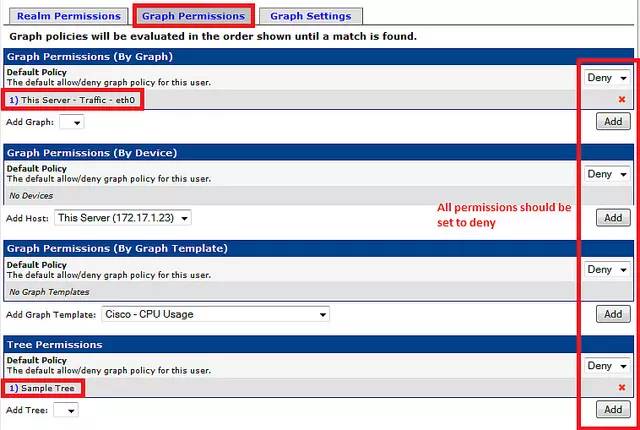 Realm Permissions Graph Permissions Graph Settings
Graph policies will be evaluated in the order shown until a match is found.
Graph Permissions (By Graph)
Default Policy
The default allow/deny graph policy for this user.
Deny
1) This Server - Traffic - eth0
Add Graph:
Add
Graph Permissions (By Device)
Default Policy
The default allow/deny graph policy for this user.
Deny
No Devices
Add Host: This Server (172.17.1.23)
Add
All permissions should be
set to deny
Graph Permissions (By Graph Template)
Default Policy
The default allow/deny graph policy for this user.
Deny
No Graph Templates
Add Graph Template: Cisco - CPU Usage
Add
Tree Permissions
Default Policy
The default allow/deny graph policy for this user.
Deny
1) Sample Tree
Add Tree:
Add